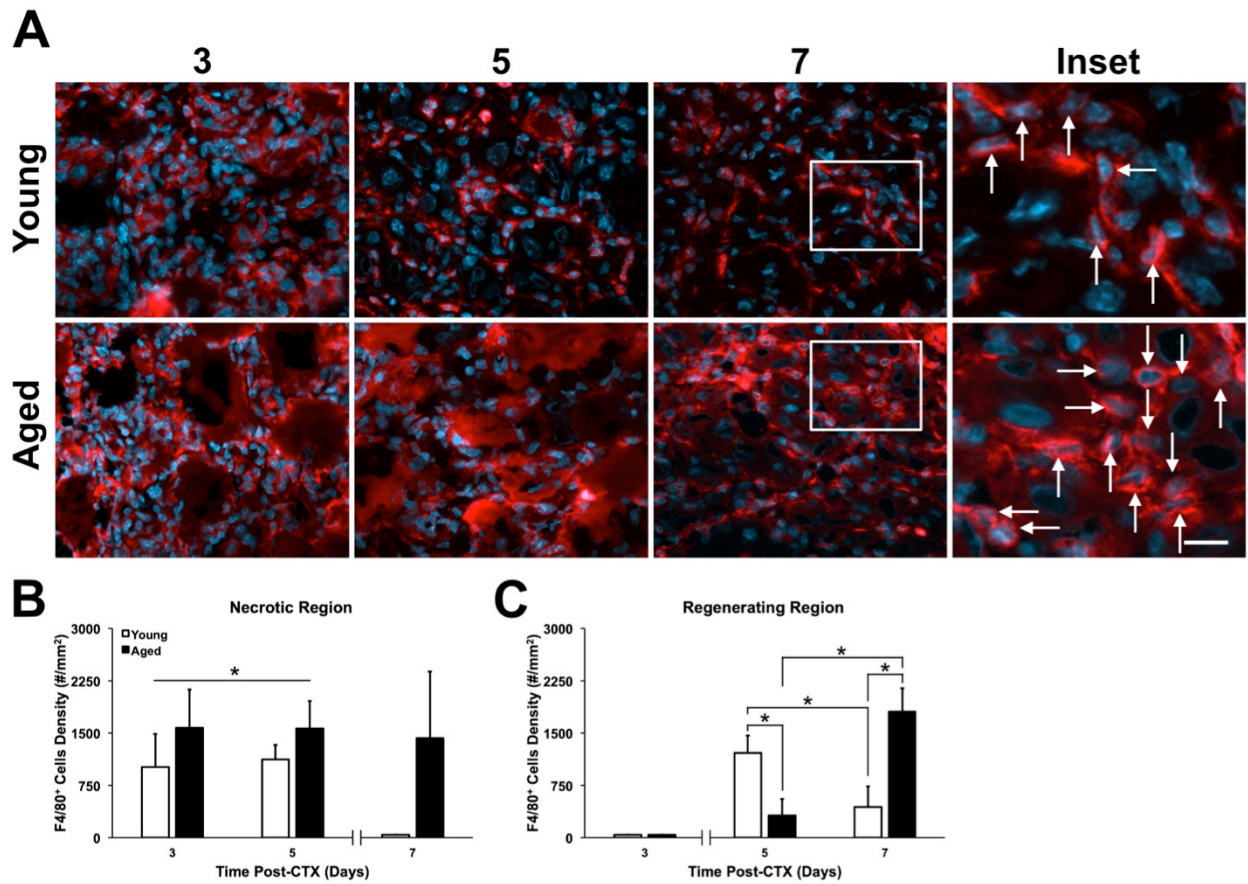 A
3 5 7 Inset
Young
Aged
B
Necrotic Region
F4/80⁺ Cells Density (#/mm²)
3000
2250
1500
750
0
Young
Aged
*
3 5 7
Time Post-CTX (Days)
C
Regenerating Region
F4/80⁺ Cells Density (#/mm²)
3000
2250
1500
750
0
*
*
*
*
3 5 7
Time Post-CTX (Days)